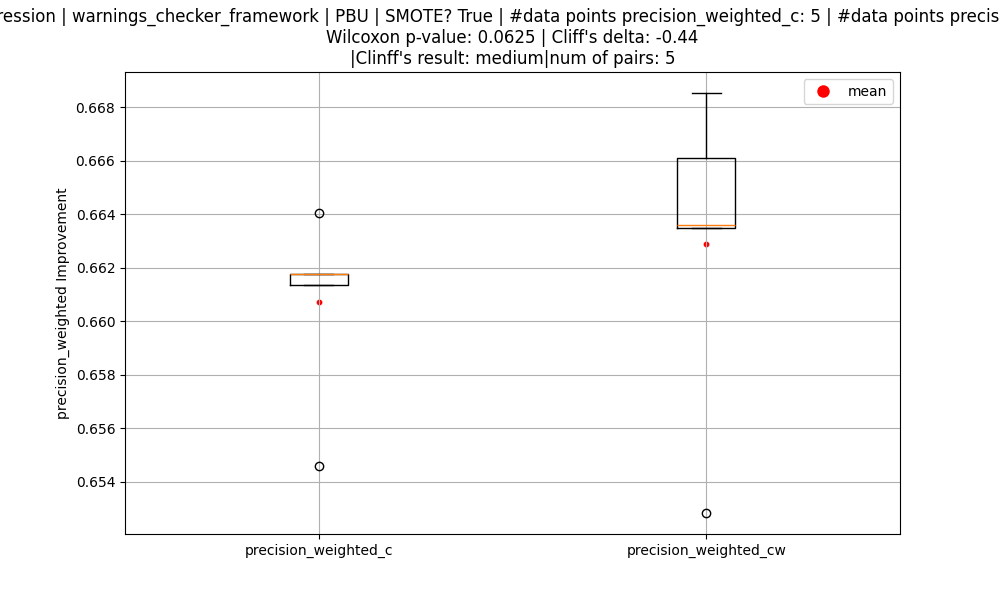 | warnings_checker_framework | PBU | SMOTE? True | #data points precision_weighted_c: 5 | #data points
Wilcoxon p-value: 0.0625 | Cliff's delta: -0.44
|Clinff's result: medium|num of pairs: 5
mean
0.668
0.666
0.664
0.662
0.660
0.658
0.656
0.654
precision_weighted Improvement
precision_weighted_c
precision_weighted_cw